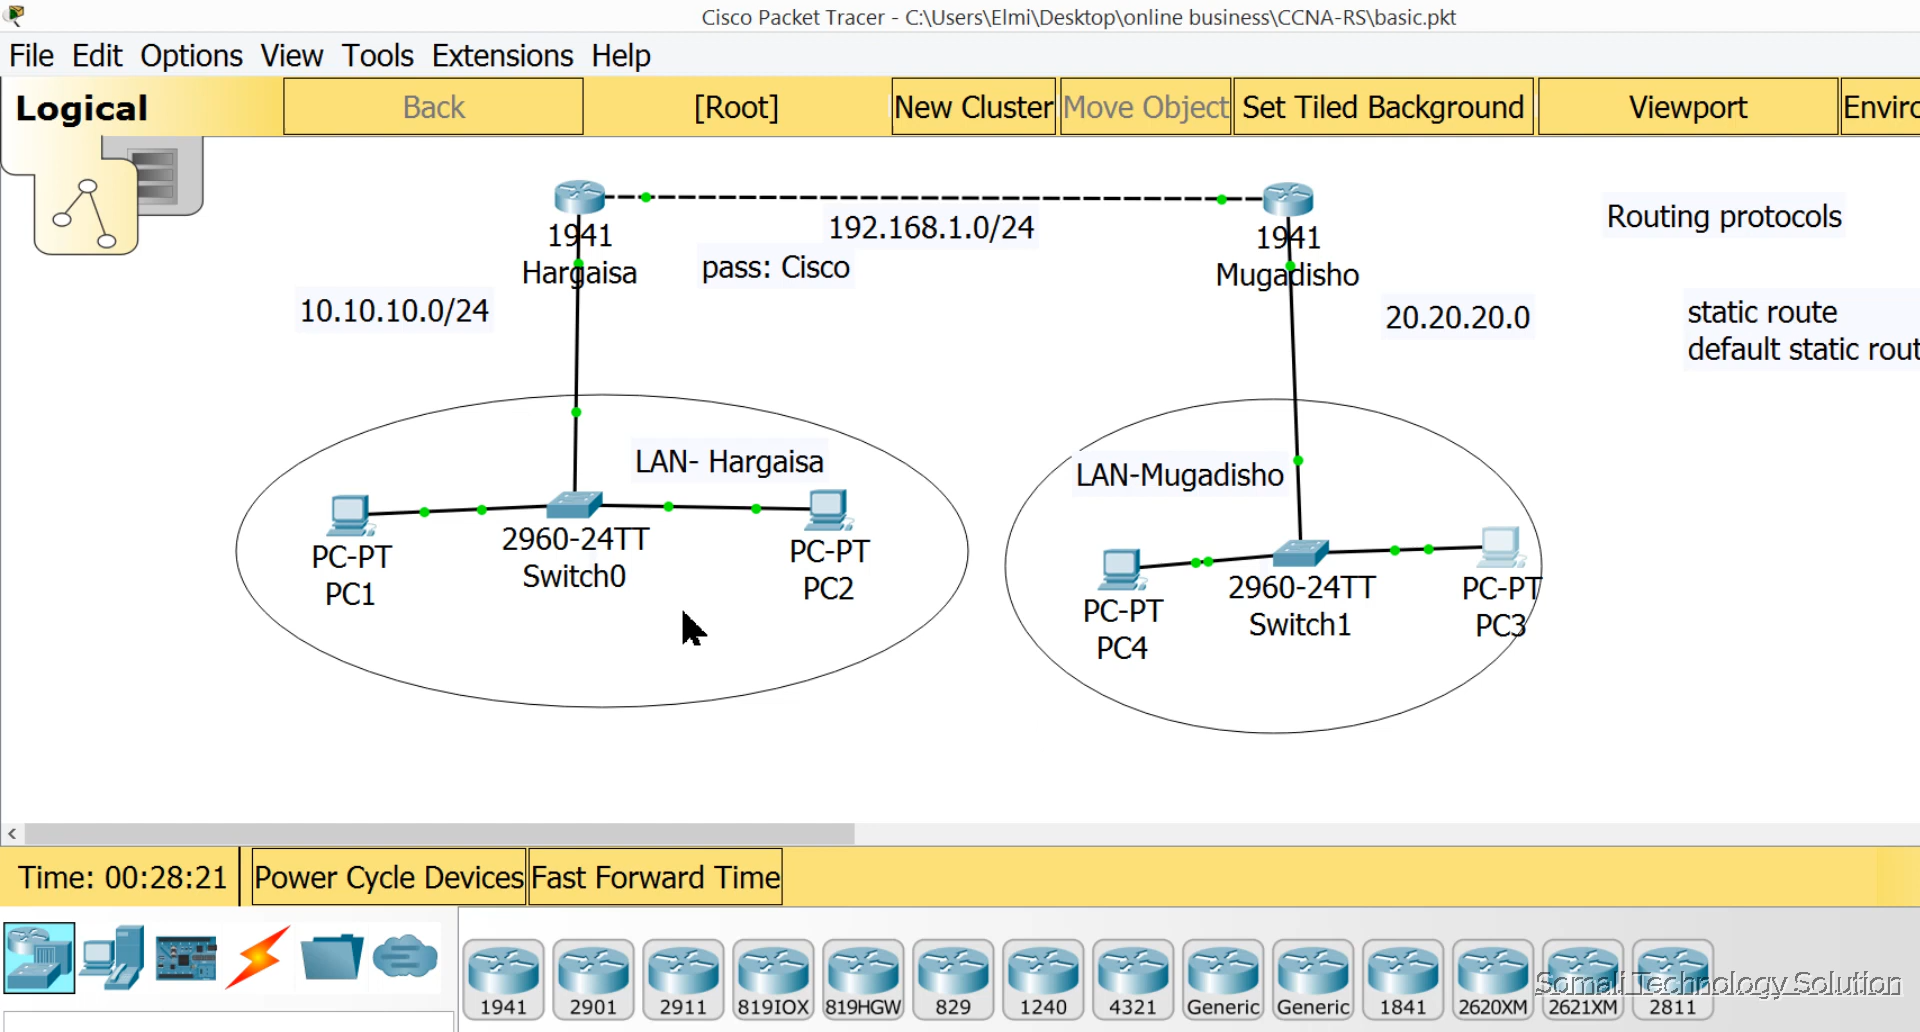 Cisco Packet Tracer - C:\Users\Elmi\Desktop\online business\CCNA-RS\basic.pkt
File Edit Options View Tools Extensions Help
Logical Back [Root] New Cluster Move Object Set Tiled Background Viewport Enviro
1941
Hargaisa
192.168.1.0/24
pass: Cisco
1941
Mugadisho
Routing protocols
10.10.10.0/24
20.20.20.0
static route
default static rout
LAN- Hargaisa
LAN-Mugadisho
PC-PT
PC1
2960-24TT
Switch0
PC-PT
PC2
PC-PT
PC4
2960-24TT
Switch1
PC-PT
PC3
Time: 00:28:21 Power Cycle Devices Fast Forward Time
1941 2901 2911 819IOX 819HGW 829 1240 4321 Generic Generic 1841 2620XM 2621XM 2811
Somali Technology Solution